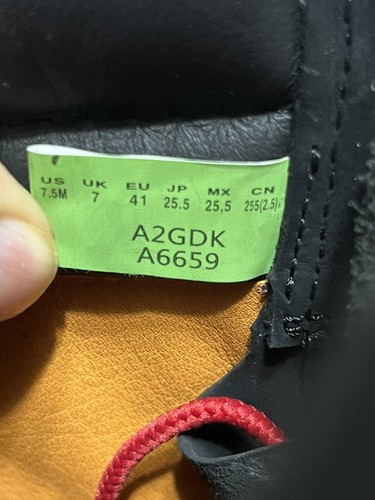 US UK EU JP MX CN
7.5M 7 41 25.5 25,5 255(2.5)
A2GDK
A6659